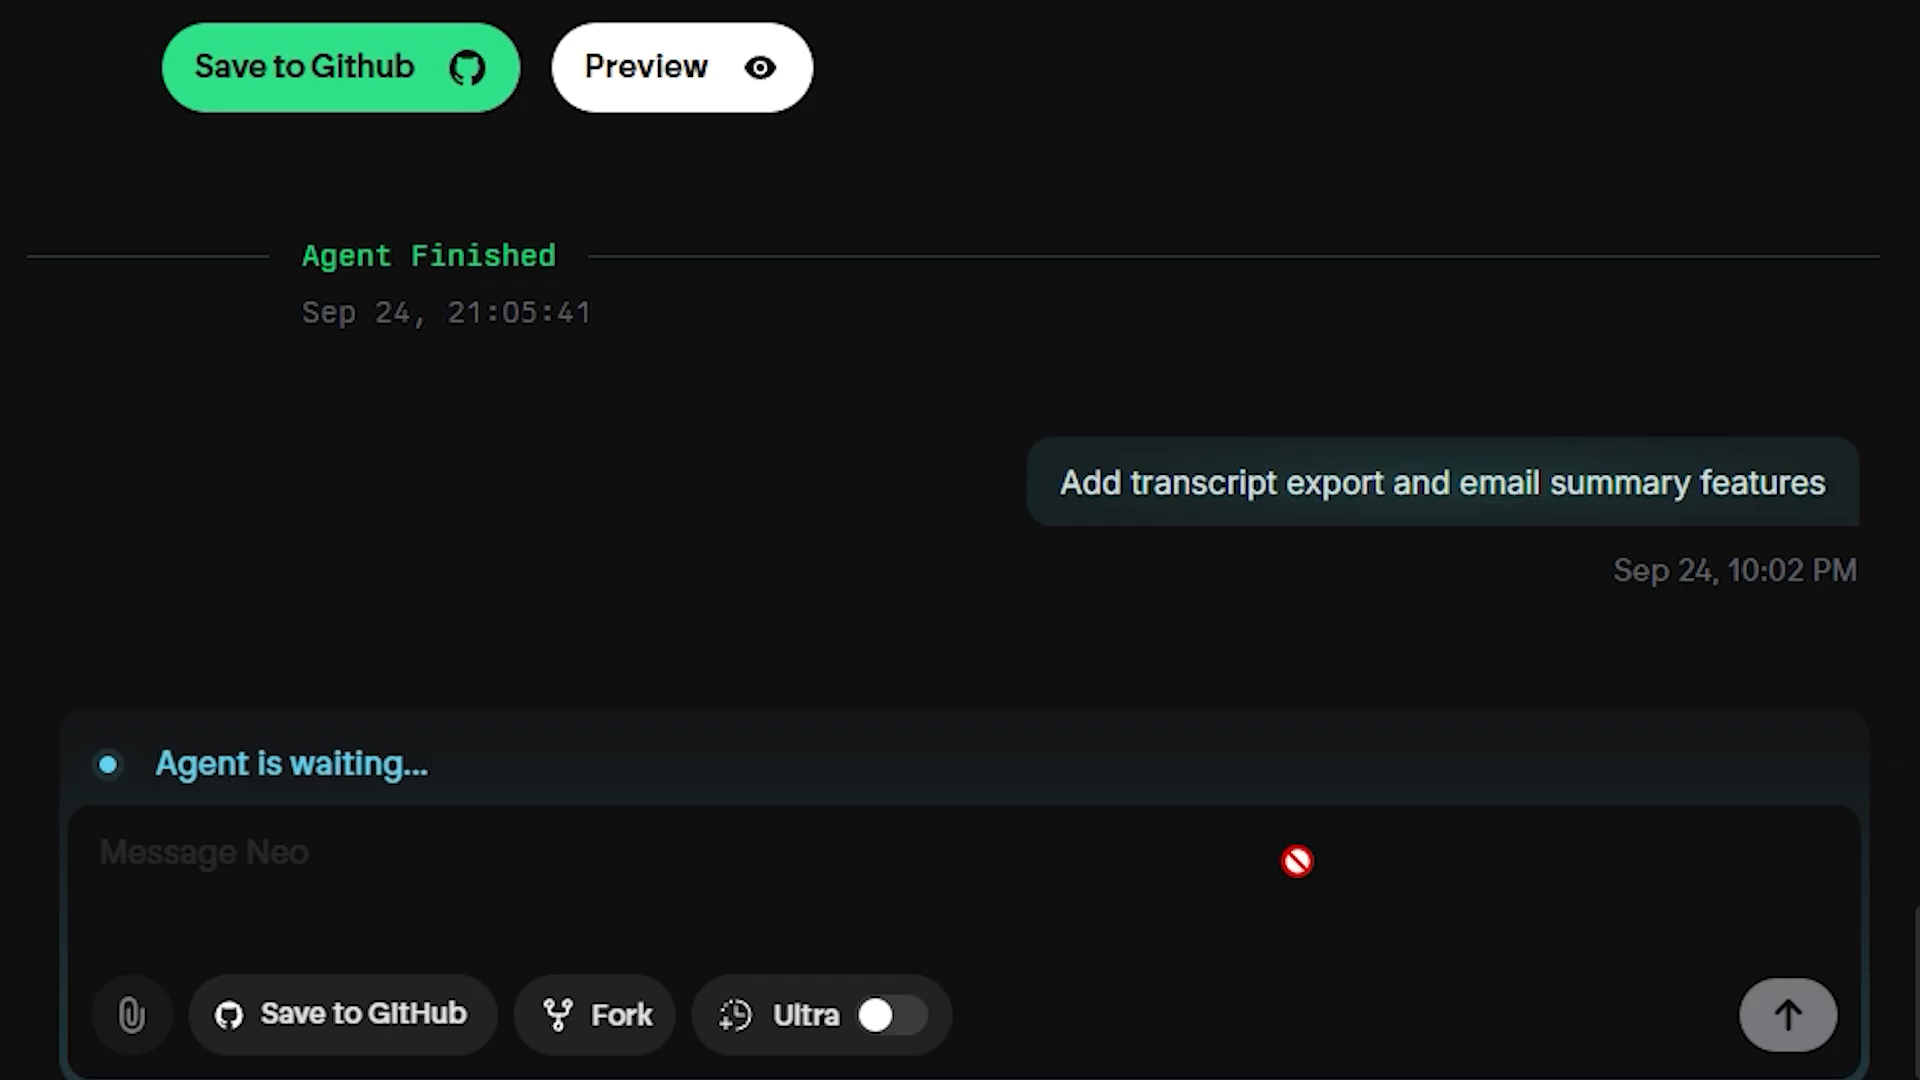 Save to Github
Preview
Agent Finished
Sep 24, 21:05:41
Add transcript export and email summary features
Sep 24, 10:02 PM
Agent is waiting...
Message Neo
Save to GitHub
Fork
Ultra